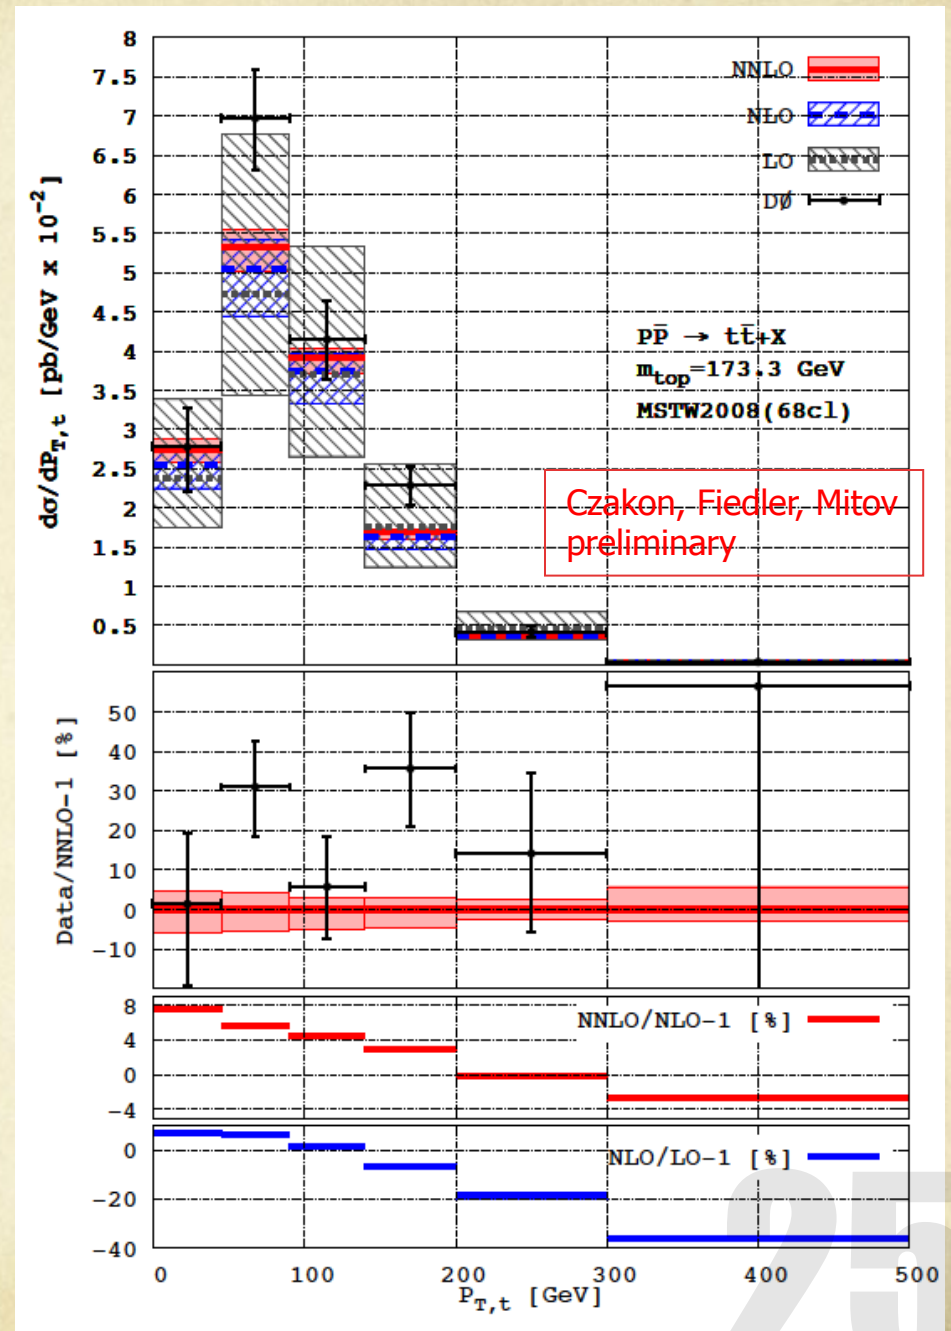 8
7.5
7
6.5
6
5.5
5
4.5
4
3.5
3
2.5
2
1.5
1
0.5
dσ/dP_T,t [pb/GeV x 10^-2]
NNLO
NLO
LO
DØ
PP̄ → tt̄+X
m_top=173.3 GeV
MSTW2008(68cl)
Czakon, Fiedler, Mitov
preliminary
50
40
30
20
10
0
-10
Data/NNLO-1 [%]
8
4
0
-4
NNLO/NLO-1 [%]
0
-20
-40
NLO/LO-1 [%]
0 100 200 300 400 500
P_T,t [GeV]
25